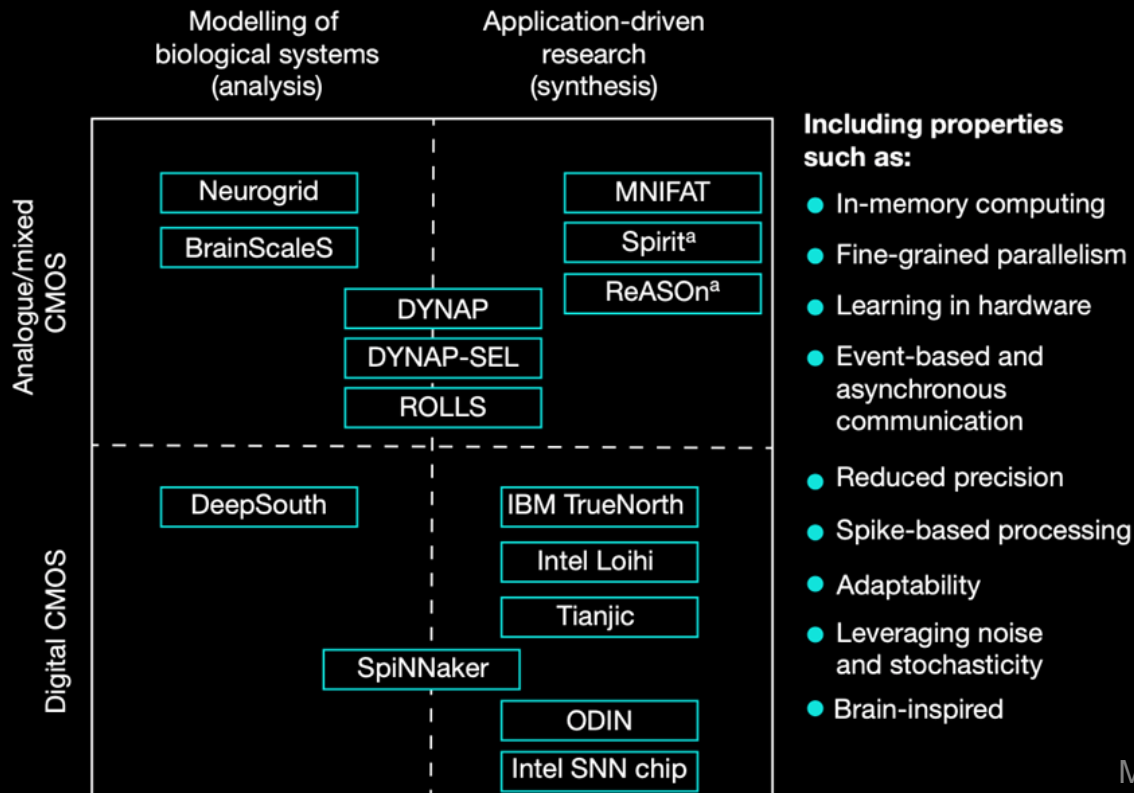 Modelling of
biological systems
(analysis)
Application-driven
research
(synthesis)
Analogue/mixed
CMOS
Neurogrid
BrainScaleS
DYNAP
DYNAP-SEL
ROLLS
MNIFAT
Spiritᵃ
ReASOnᵃ
Digital CMOS
DeepSouth
SpiNNaker
IBM TrueNorth
Intel Loihi
Tianjic
ODIN
Intel SNN chip
Including properties
such as:
In-memory computing
Fine-grained parallelism
Learning in hardware
Event-based and
asynchronous
communication
Reduced precision
Spike-based processing
Adaptability
Leveraging noise
and stochasticity
Brain-inspired
M